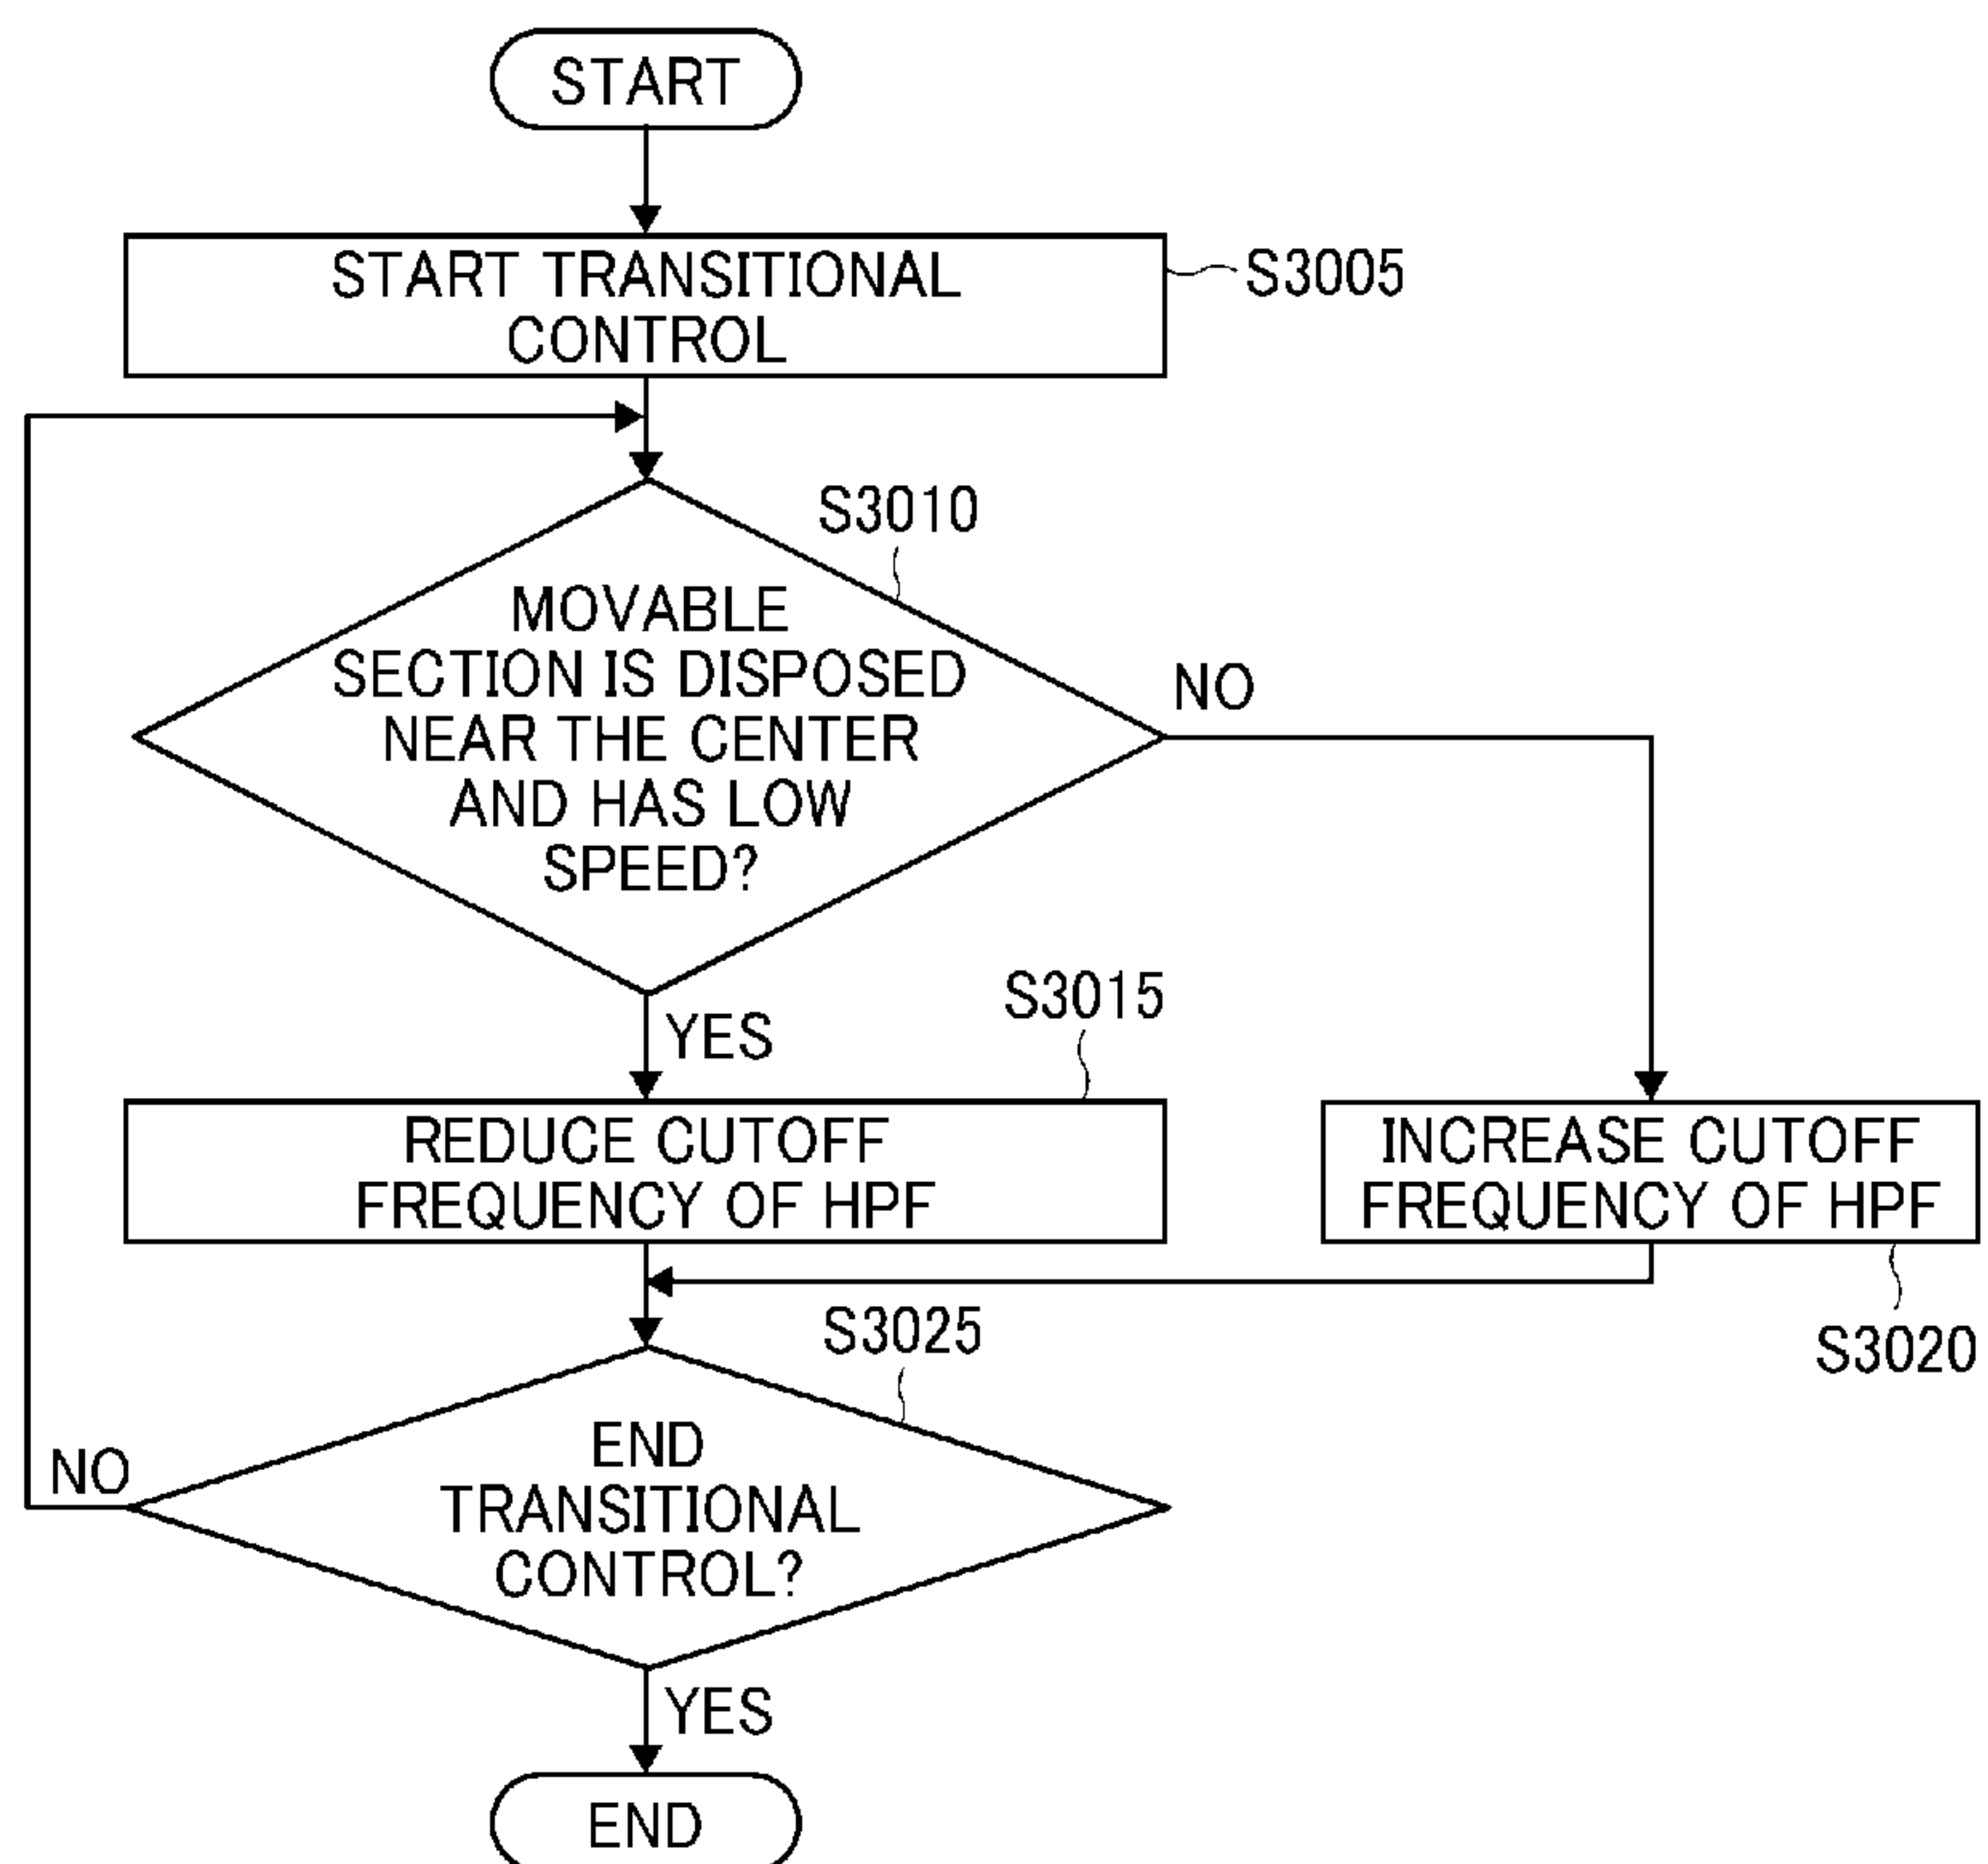 START
START TRANSITIONAL
CONTROL
S3005
S3010
MOVABLE
SECTION IS DISPOSED
NEAR THE CENTER
AND HAS LOW
SPEED?
NO
YES
S3015
REDUCE CUTOFF
FREQUENCY OF HPF
INCREASE CUTOFF
FREQUENCY OF HPF
S3020
S3025
END
TRANSITIONAL
CONTROL?
NO
YES
END